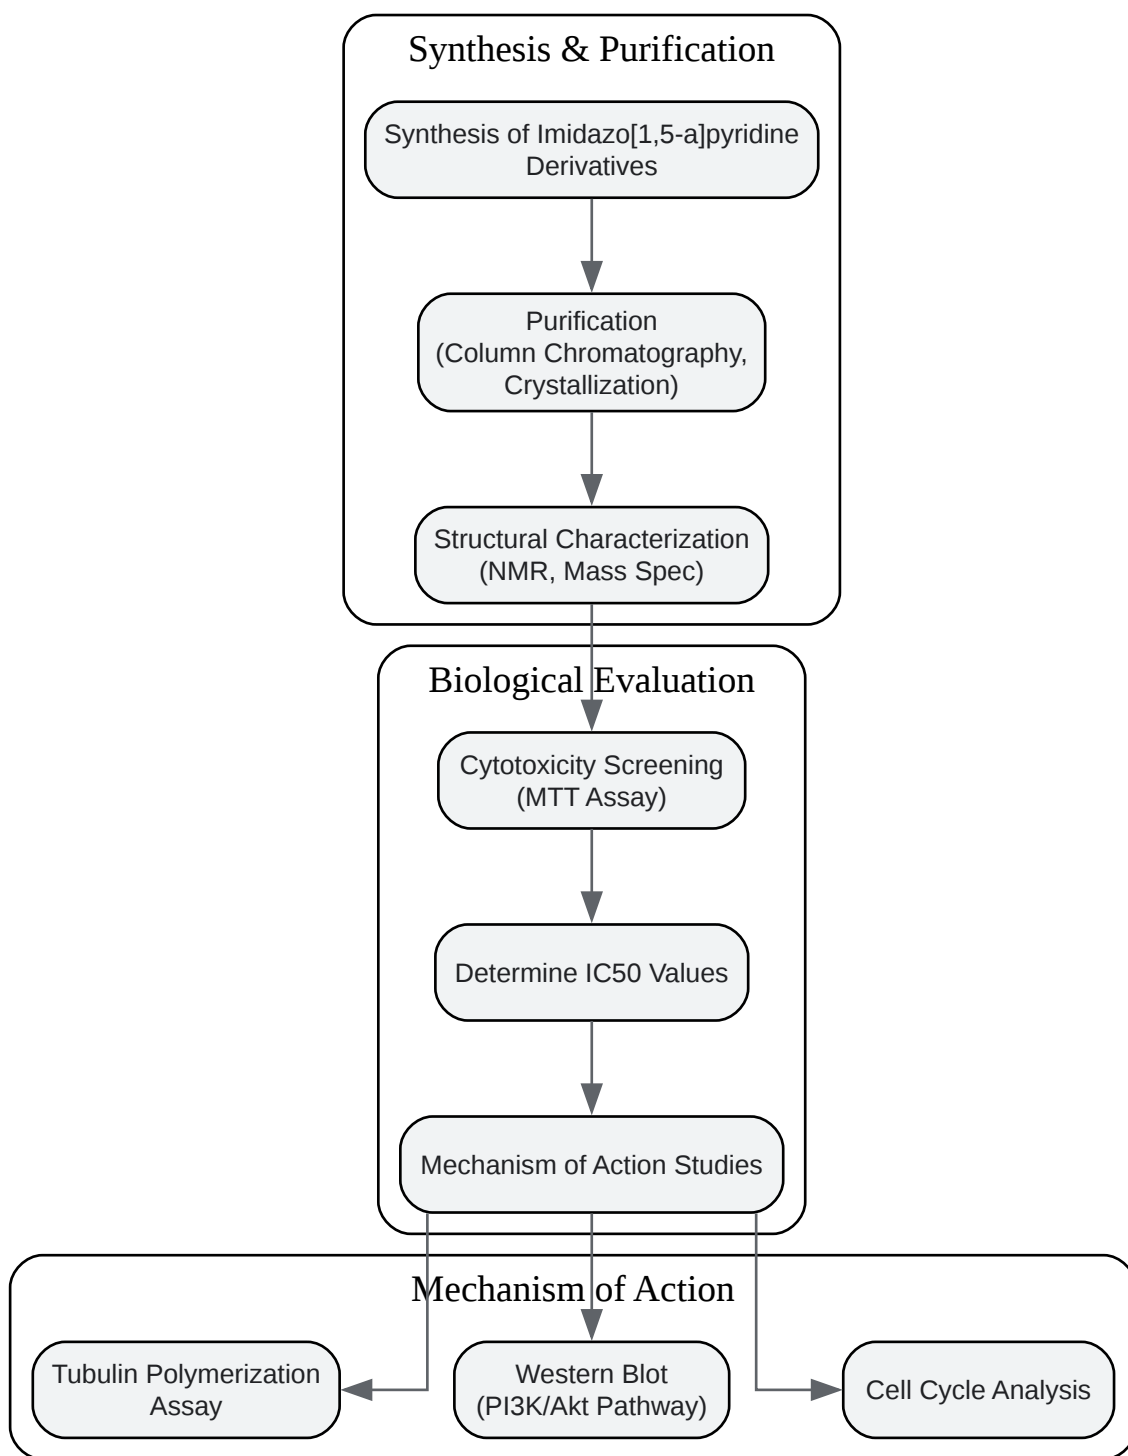 Synthesis & Purification
Synthesis of Imidazo[1,5-a]pyridine
Derivatives
Purification
(Column Chromatography,
Crystallization)
Structural Characterization
(NMR, Mass Spec)
Biological Evaluation
Cytotoxicity Screening
(MTT Assay)
Determine IC50 Values
Mechanism of Action Studies
Mechanism of Action
Tubulin Polymerization
Assay
Western Blot
(PI3K/Akt Pathway)
Cell Cycle Analysis